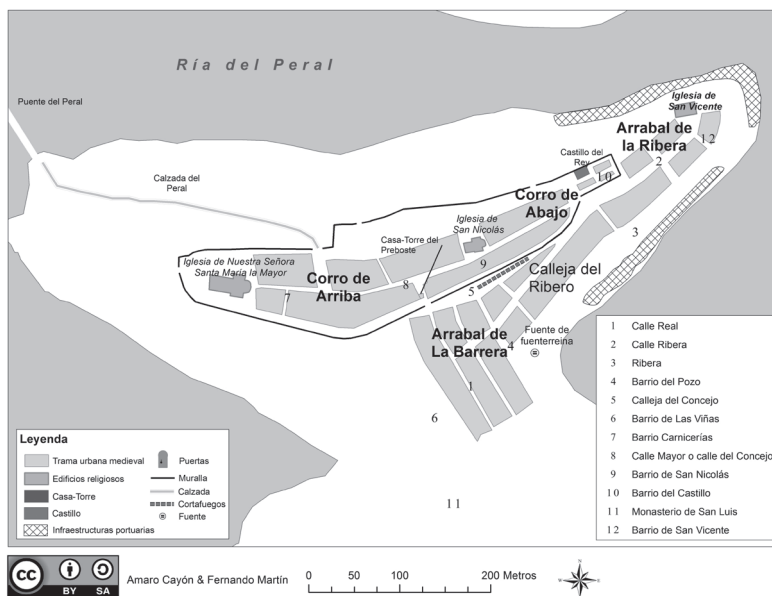 Ría del Peral
Puente del Peral
Calzada del
Peral
Iglesia de
San Vicente
Arrabal de
la Ribera
12
2
Castillo del
Rey
10
Corro de
Abajo
Iglesia de
San Nicolás
Casa-Torre del
Preboste
3
9
Iglesia de Nuestra Señora
Santa María la Mayor
Corro de
Arriba
8
7
5
Calleja del
Ribero
Arrabal de
La Barrera
4
Fuente de
fuenterreina
1
6
11
1 Calle Real
2 Calle Ribera
3 Ribera
4 Barrio del Pozo
5 Calleja del Concejo
6 Barrio de Las Viñas
7 Barrio Carnicerías
8 Calle Mayor o calle del Concejo
9 Barrio de San Nicolás
10 Barrio del Castillo
11 Monasterio de San Luis
12 Barrio de San Vicente
Leyenda
Trama urbana medieval
Edificios religiosos
Casa-Torre
Castillo
Infraestructuras portuarias
Puertas
Muralla
Calzada
Cortafuegos
Fuente
cc
BY SA
Amaro Cayón & Fernando Martín
0 50 100 200 Metros